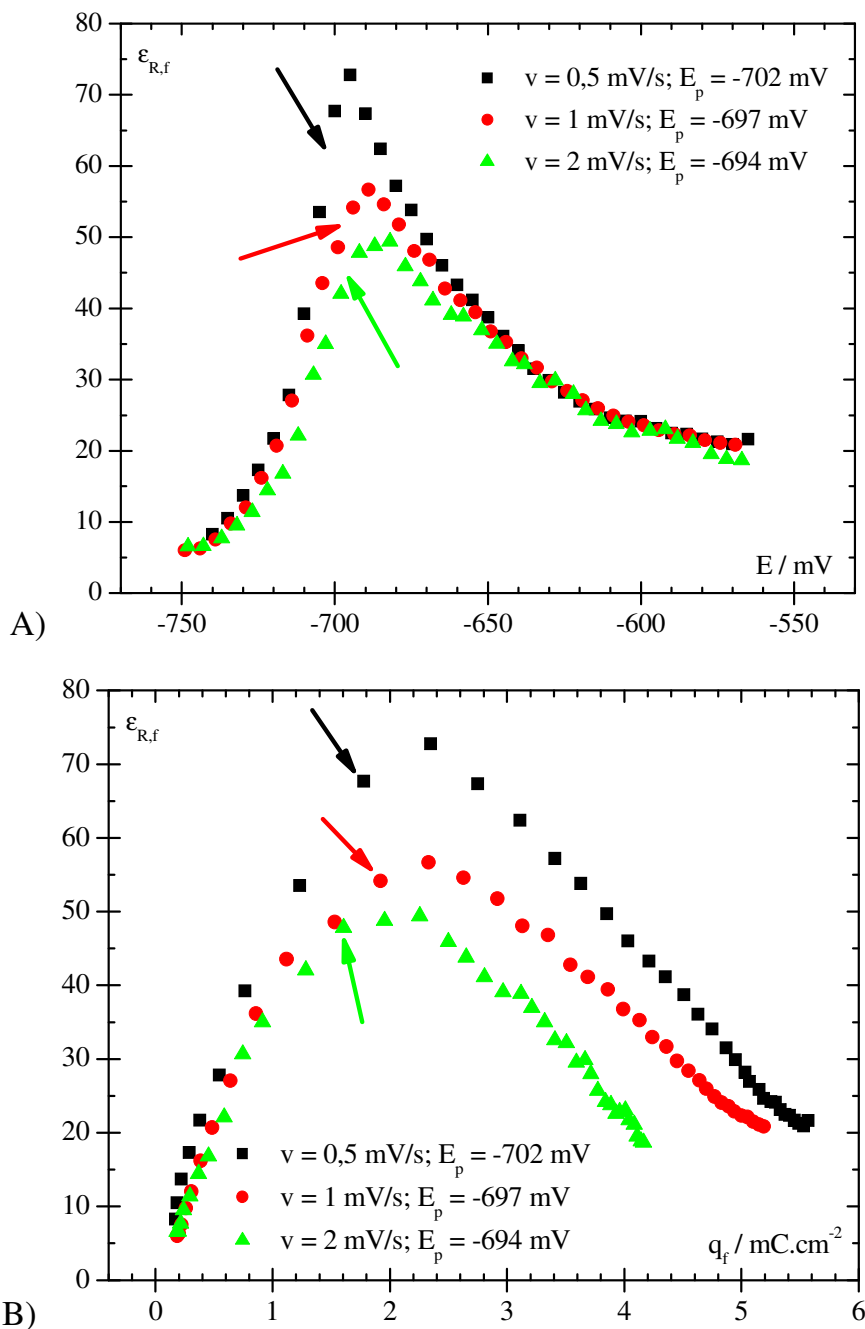 80
70
60
50
40
30
20
10
0
ε_R,f
v = 0,5 mV/s; E_p = -702 mV
v = 1 mV/s; E_p = -697 mV
v = 2 mV/s; E_p = -694 mV
E / mV
A)
-750 -700 -650 -600 -550
80
70
60
50
40
30
20
10
0
ε_R,f
v = 0,5 mV/s; E_p = -702 mV
v = 1 mV/s; E_p = -697 mV
v = 2 mV/s; E_p = -694 mV
q_f / mC.cm^-2
B)
0 1 2 3 4 5 6